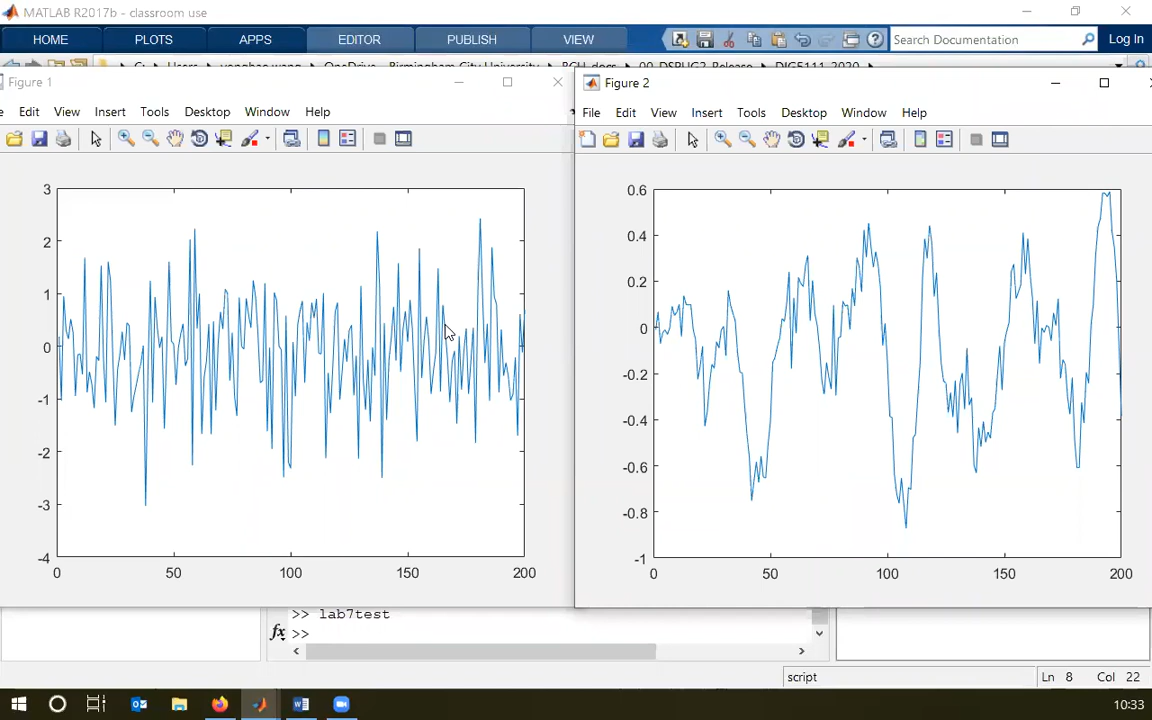 MATLAB R2017b - classroom use
HOME PLOTS APPS EDITOR PUBLISH VIEW Search Documentation Log In
Figure 1
Edit View Insert Tools Desktop Window Help
3
2
1
0
-1
-2
-3
-4
0 50 100 150 200
Figure 2
File Edit View Insert Tools Desktop Window Help
0.6
0.4
0.2
0
-0.2
-0.4
-0.6
-0.8
-1
0 50 100 150 200
>> lab7test
fx >>
script Ln 8 Col 22
10:33